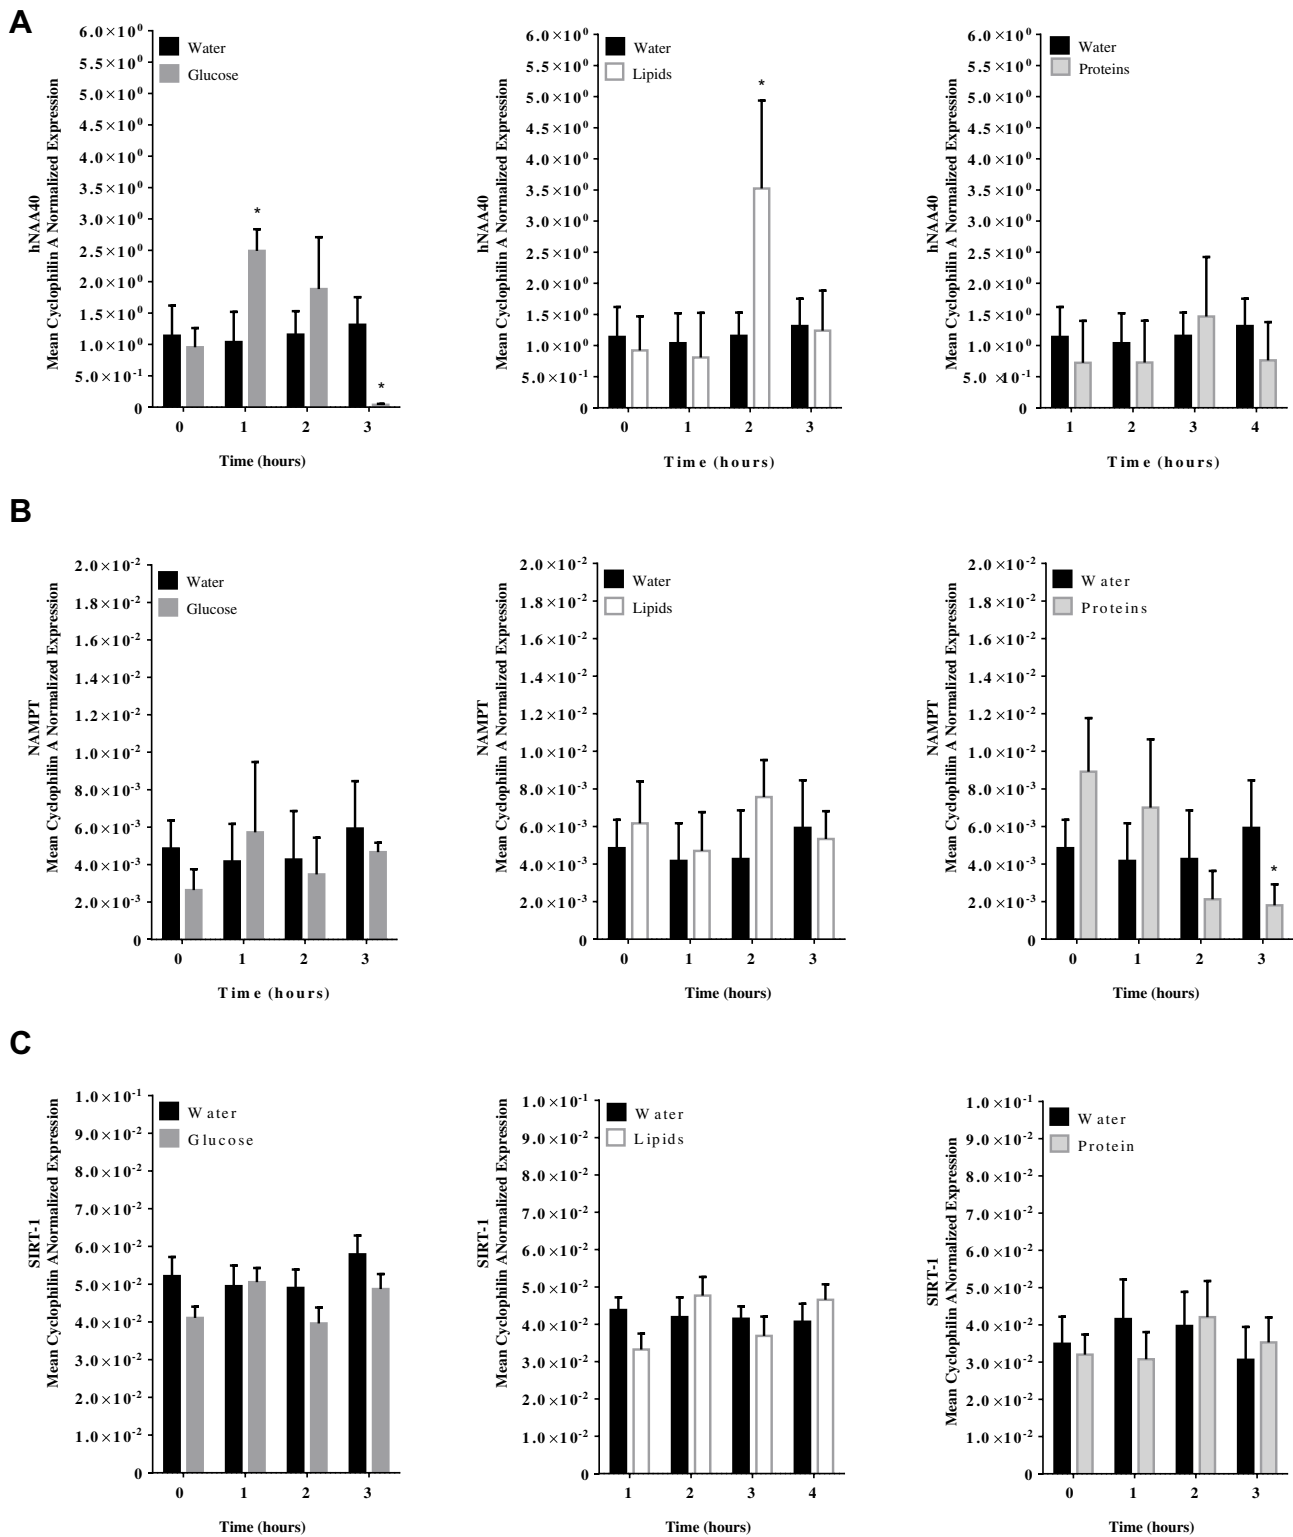 A
hNAA40
Mean Cyclophilin A Normalized Expression
6.0×10⁰
5.5×10⁰
5.0×10⁰
4.5×10⁰
4.0×10⁰
3.5×10⁰
3.0×10⁰
2.5×10⁰
2.0×10⁰
1.5×10⁰
1.0×10⁰
5.0×10⁻¹
0
Water
Glucose
*
*
0 1 2 3
Time (hours)
hNAA40
Mean Cyclophilin A Normalized Expression
6.0×10⁰
5.5×10⁰
5.0×10⁰
4.5×10⁰
4.0×10⁰
3.5×10⁰
3.0×10⁰
2.5×10⁰
2.0×10⁰
1.5×10⁰
1.0×10⁰
5.0×10⁻¹
0
Water
Lipids
*
0 1 2 3
Time (hours)
hNAA40
Mean Cyclophilin A Normalized Expression
6.0×10⁰
5.5×10⁰
5.0×10⁰
4.5×10⁰
4.0×10⁰
3.5×10⁰
3.0×10⁰
2.5×10⁰
2.0×10⁰
1.5×10⁰
1.0×10⁰
5.0×10⁻¹
0
Water
Proteins
1 2 3 4
Time (hours)
B
NAMPT
Mean Cyclophilin A Normalized Expression
2.0×10⁻²
1.8×10⁻²
1.6×10⁻²
1.4×10⁻²
1.2×10⁻²
1.0×10⁻²
8.0×10⁻³
6.0×10⁻³
4.0×10⁻³
2.0×10⁻³
0
Water
Glucose
0 1 2 3
Time (hours)
NAMPT
Mean Cyclophilin A Normalized Expression
2.0×10⁻²
1.8×10⁻²
1.6×10⁻²
1.4×10⁻²
1.2×10⁻²
1.0×10⁻²
8.0×10⁻³
6.0×10⁻³
4.0×10⁻³
2.0×10⁻³
0
Water
Lipids
0 1 2 3
Time (hours)
NAMPT
Mean Cyclophilin A Normalized Expression
2.0×10⁻²
1.8×10⁻²
1.6×10⁻²
1.4×10⁻²
1.2×10⁻²
1.0×10⁻²
8.0×10⁻³
6.0×10⁻³
4.0×10⁻³
2.0×10⁻³
0
Water
Proteins
*
0 1 2 3
Time (hours)
C
SIRT-1
Mean Cyclophilin ANormalized Expression
1.0×10⁻¹
9.0×10⁻²
8.0×10⁻²
7.0×10⁻²
6.0×10⁻²
5.0×10⁻²
4.0×10⁻²
3.0×10⁻²
2.0×10⁻²
1.0×10⁻²
0
Water
Glucose
0 1 2 3
Time (hours)
SIRT-1
Mean Cyclophilin ANormalized Expression
1.0×10⁻¹
9.0×10⁻²
8.0×10⁻²
7.0×10⁻²
6.0×10⁻²
5.0×10⁻²
4.0×10⁻²
3.0×10⁻²
2.0×10⁻²
1.0×10⁻²
0
Water
Lipids
1 2 3 4
Time (hours)
SIRT-1
Mean Cyclophilin ANormalized Expression
1.0×10⁻¹
9.0×10⁻²
8.0×10⁻²
7.0×10⁻²
6.0×10⁻²
5.0×10⁻²
4.0×10⁻²
3.0×10⁻²
2.0×10⁻²
1.0×10⁻²
0
Water
Protein
0 1 2 3
Time (hours)